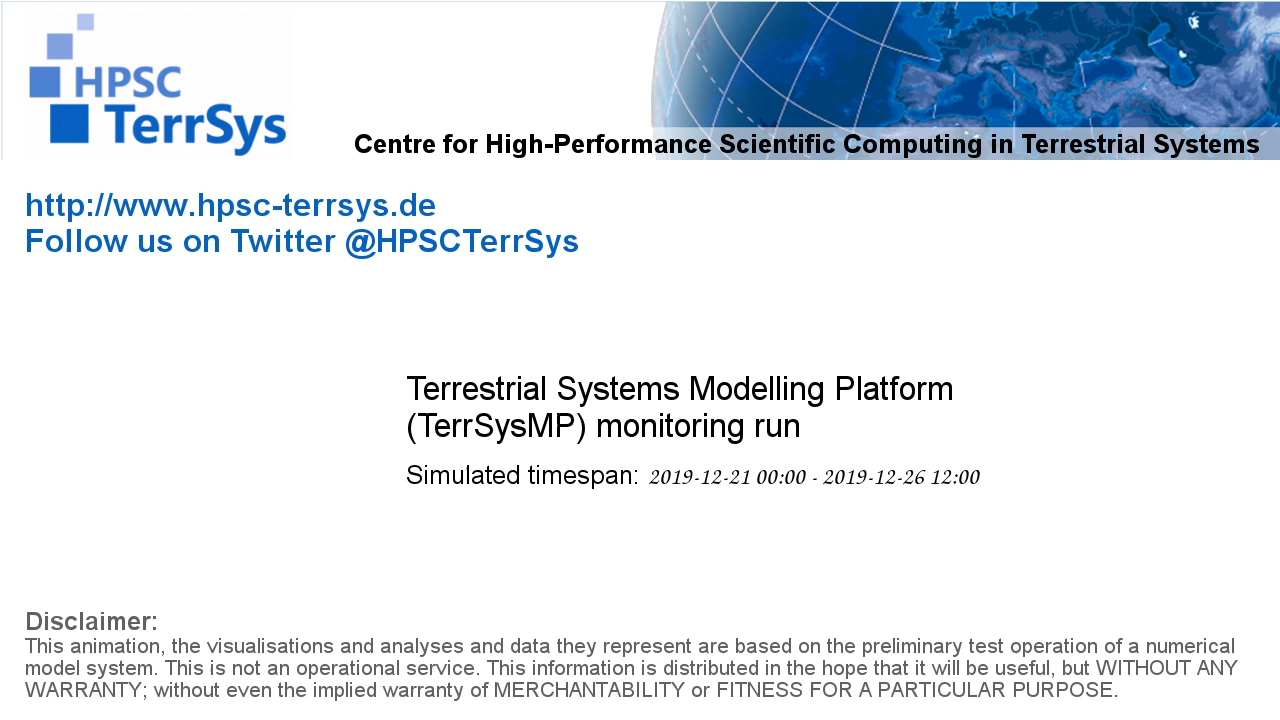 HPSC
TerrSys
Centre for High-Performance Scientific Computing in Terrestrial Systems
http://www.hpsc-terrsys.de
Follow us on Twitter @HPSCTerrSys
Terrestrial Systems Modelling Platform
(TerrSysMP) monitoring run
Simulated timespan: 2019-12-21 00:00 - 2019-12-26 12:00
Disclaimer:
This animation, the visualisations and analyses and data they represent are based on the preliminary test operation of a numerical
model system. This is not an operational service. This information is distributed in the hope that it will be useful, but WITHOUT ANY
WARRANTY; without even the implied warranty of MERCHANTABILITY or FITNESS FOR A PARTICULAR PURPOSE.